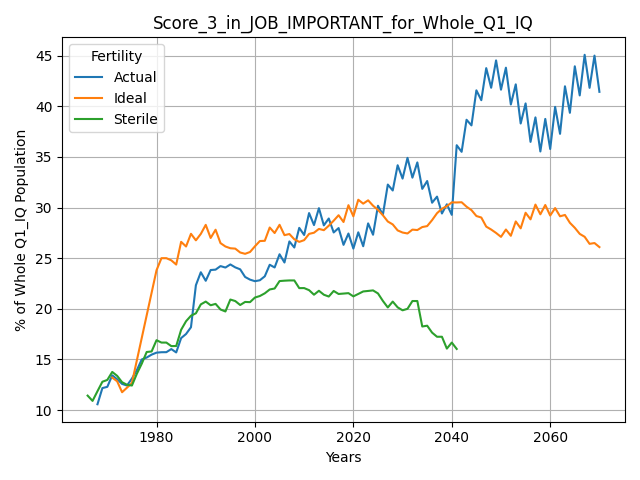 Score_3_in_JOB_IMPORTANT_for_Whole_Q1_IQ
Fertility
Actual
Ideal
Sterile
% of Whole Q1_IQ Population
45
40
35
30
25
20
15
10
1980
2000
2020
2040
2060
Years